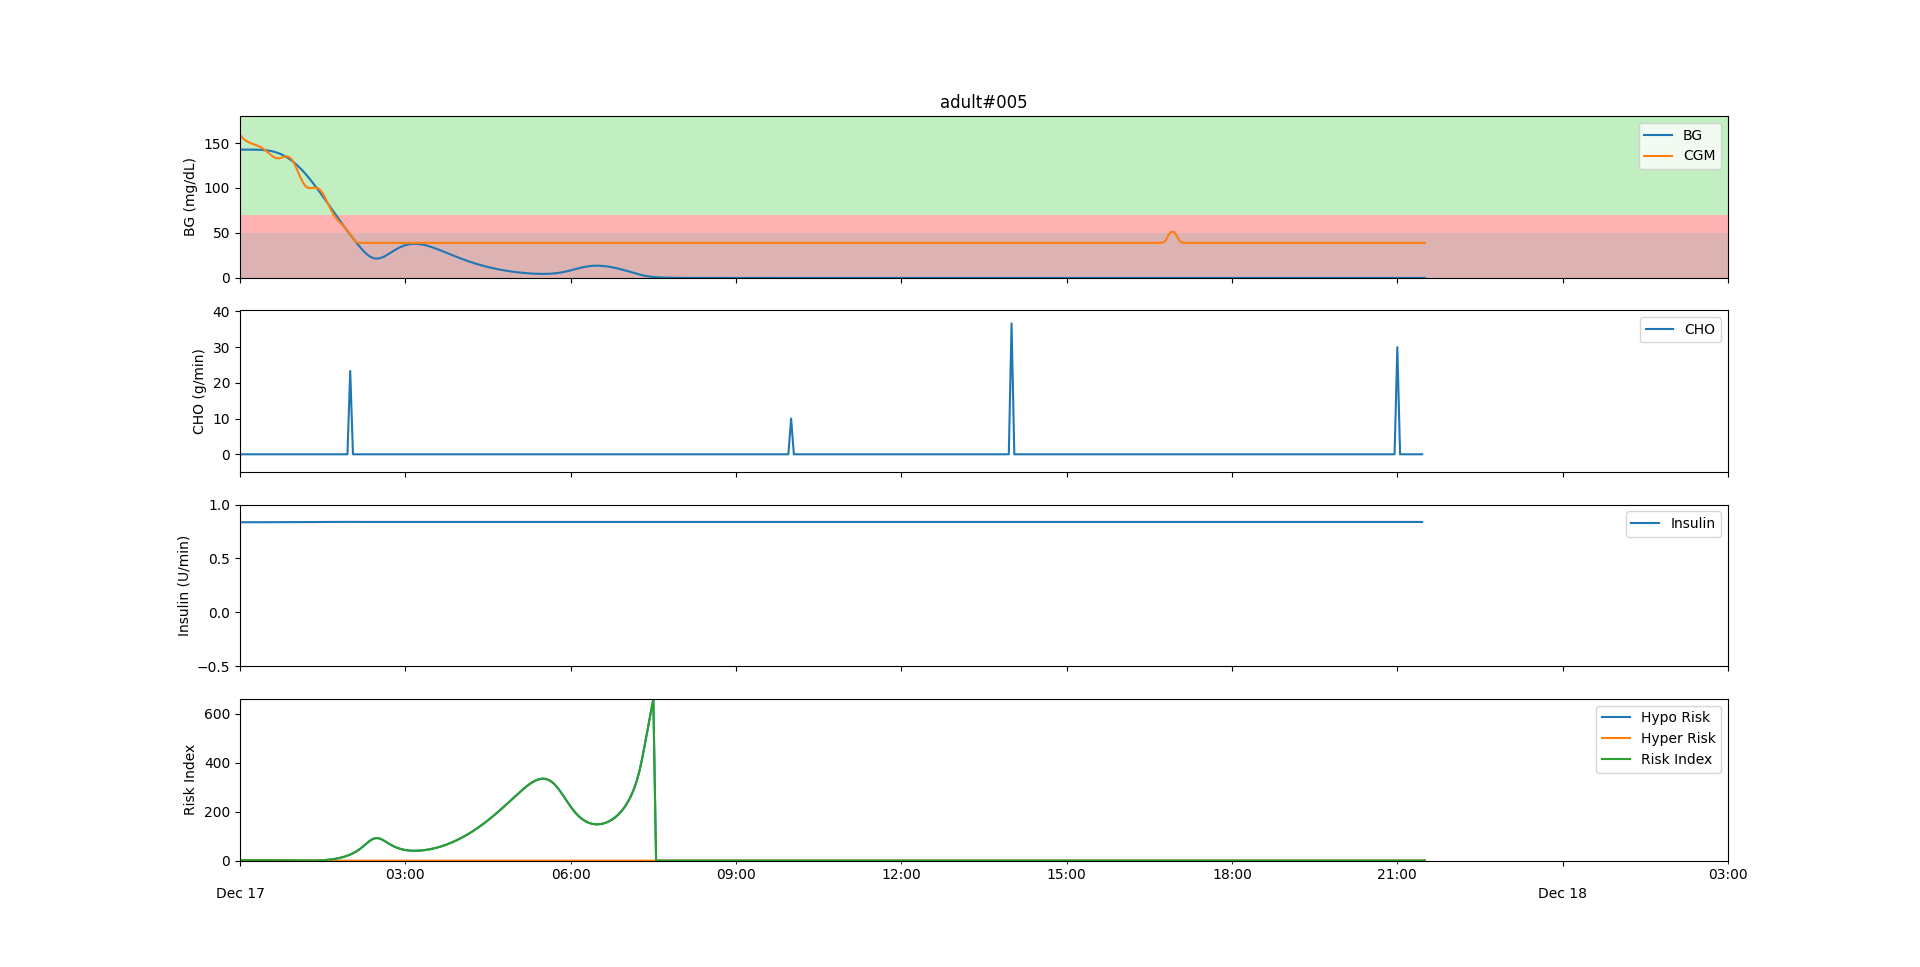 adult#005
BG (mg/dL)
150
100
50
0
BG
CGM
CHO (g/min)
40
30
20
10
0
CHO
Insulin (U/min)
1.0
0.5
0.0
−0.5
Insulin
Risk Index
600
400
200
0
Hypo Risk
Hyper Risk
Risk Index
03:00 06:00 09:00 12:00 15:00 18:00 21:00 03:00
Dec 17 Dec 18